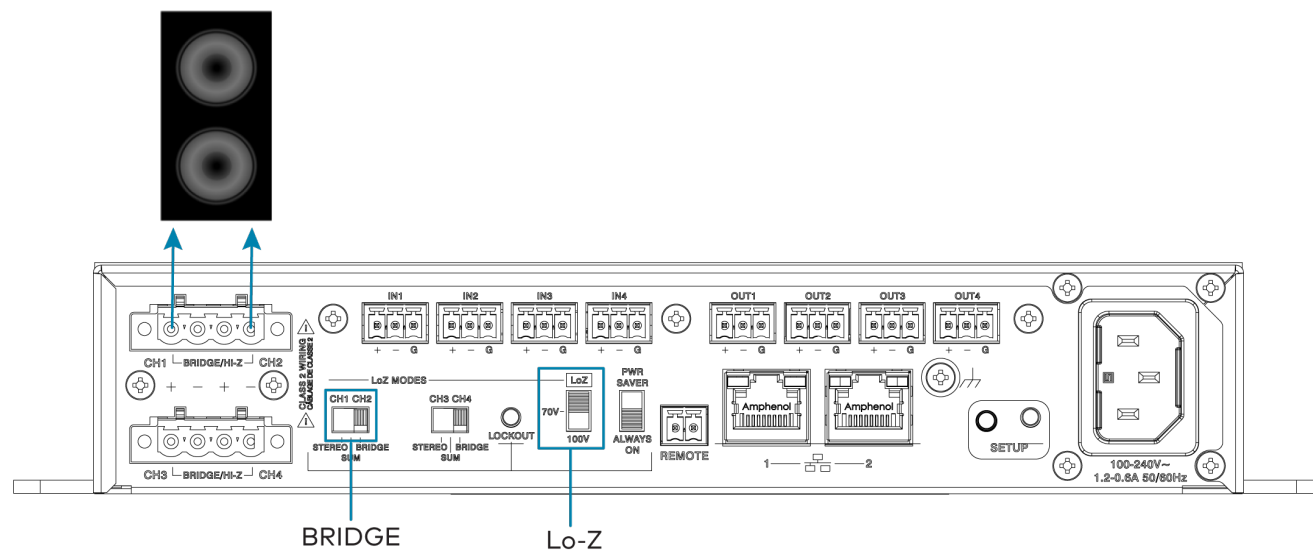 IN1 IN2 IN3 IN4 OUT1 OUT2 OUT3 OUT4
+ − G + − G + − G + − G + − G + − G + − G + − G
CH1 BRIDGE/HI-Z CH2
+ − + −
CH3 BRIDGE/HI-Z CH4
CLASS 2 WIRING
CÂBLAGE DE CLASSE 2
LoZ MODES
CH1 CH2
STEREO BRIDGE
SUM
CH3 CH4
STEREO BRIDGE
SUM
LOCKOUT
LoZ
70V
100V
PWR
SAVER
ALWAYS
ON
REMOTE
Amphenol Amphenol
1 2
SETUP
100-240V~
1.2-0.6A 50/60Hz
BRIDGE
Lo-Z